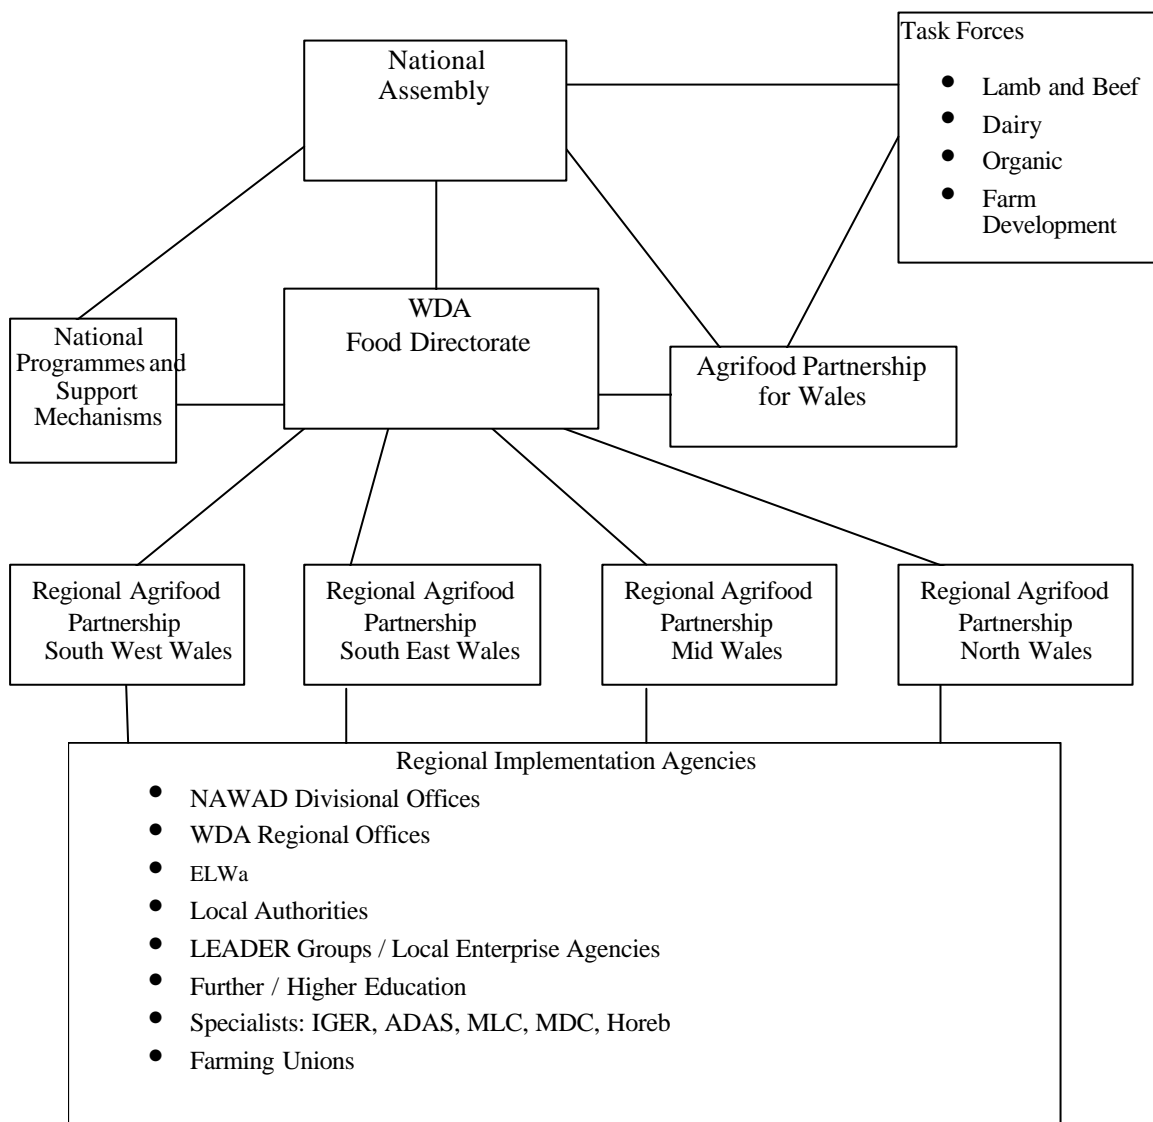 Task Forces
National
Assembly
• Lamb and Beef
• Dairy
• Organic
• Farm
Development
WDA
Food Directorate
National
Programmes and
Support
Mechanisms
Agrifood Partnership
for Wales
Regional Agrifood
Partnership
South West Wales
Regional Agrifood
Partnership
South East Wales
Regional Agrifood
Partnership
Mid Wales
Regional Agrifood
Partnership
North Wales
Regional Implementation Agencies
• NAWAD Divisional Offices
• WDA Regional Offices
• ELWa
• Local Authorities
• LEADER Groups / Local Enterprise Agencies
• Further / Higher Education
• Specialists: IGER, ADAS, MLC, MDC, Horeb
• Farming Unions